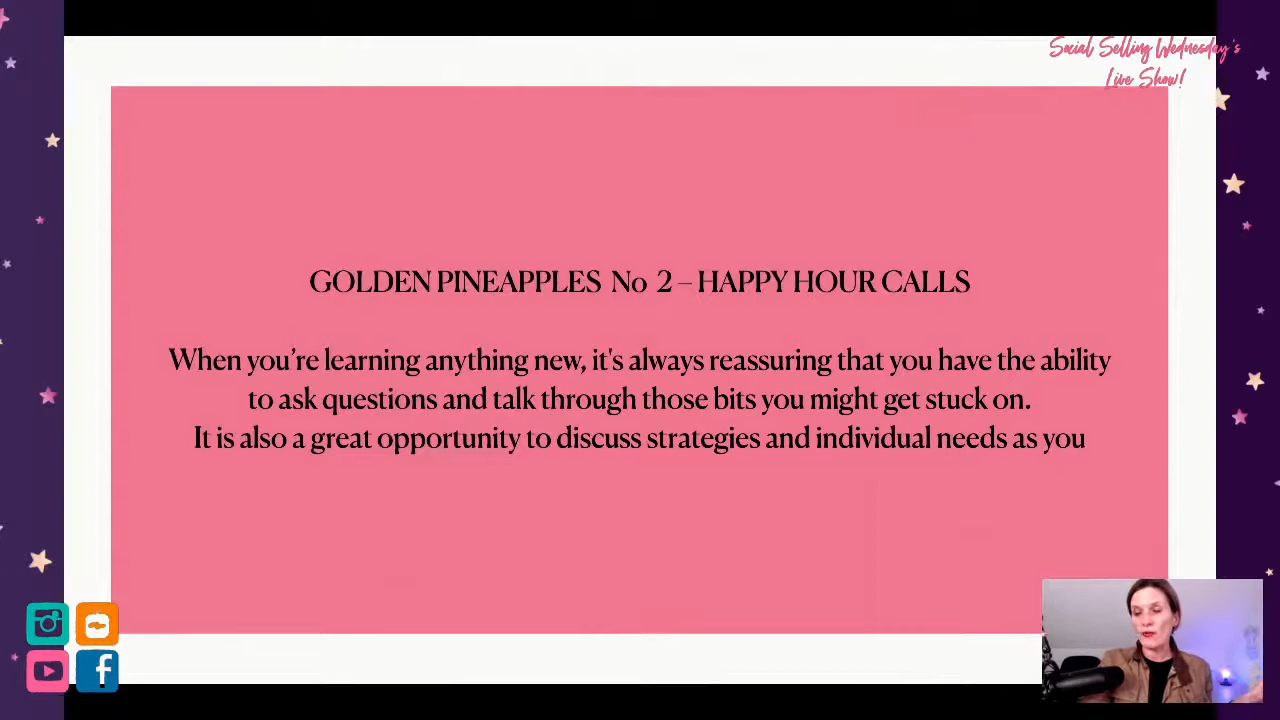 Social Selling Wednesday's
Live Show!
GOLDEN PINEAPPLES No 2 – HAPPY HOUR CALLS
When you’re learning anything new, it's always reassuring that you have the ability
to ask questions and talk through those bits you might get stuck on.
It is also a great opportunity to discuss strategies and individual needs as you